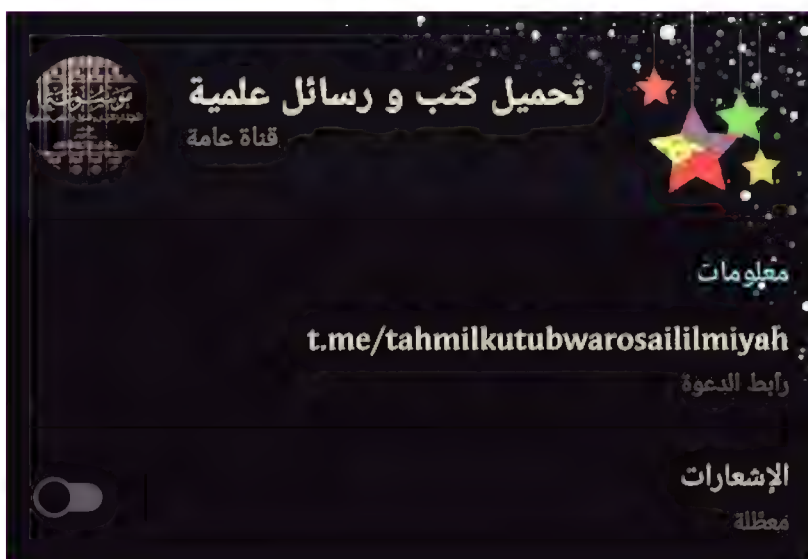 تحميل كتب و رسائل علمية
قناة عامة
معلومات
t.me/tahmilkutubwarosaililmiyah
رابط الدعوة
الإشعارات
معطلة